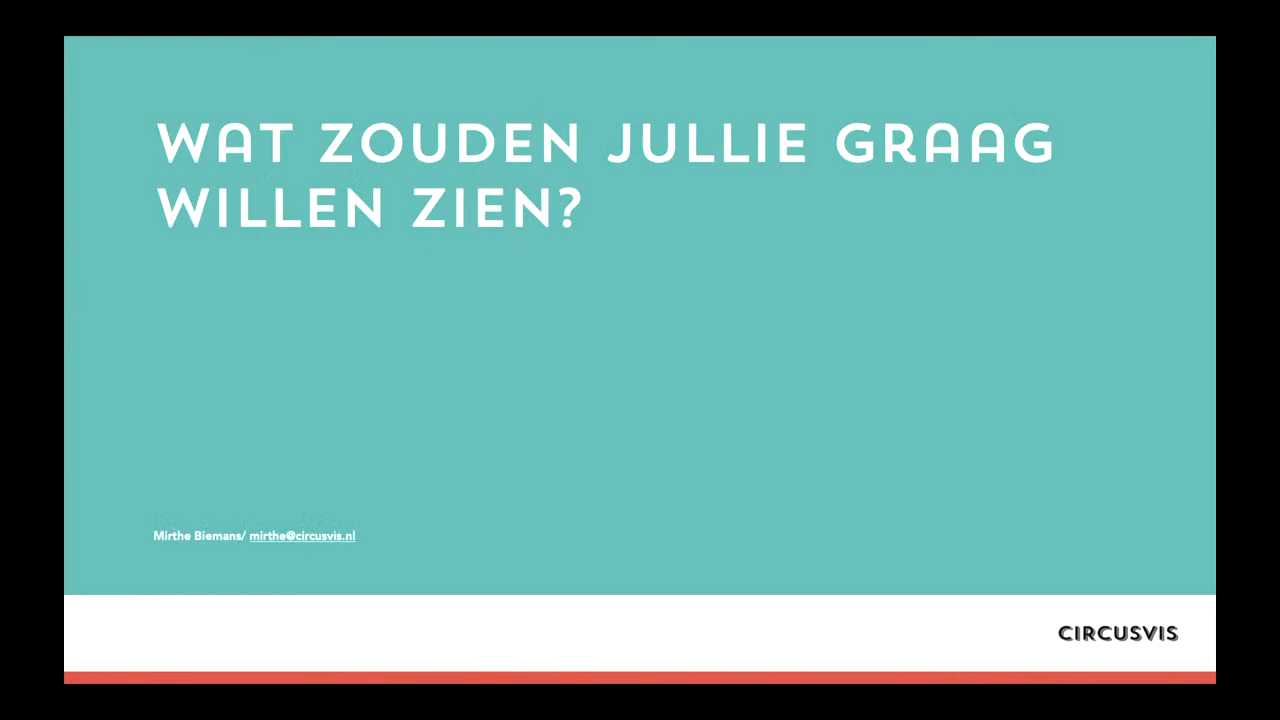 WAT ZOUDEN JULLIE GRAAG
WILLEN ZIEN?
Mirthe Biemans/ mirthe@circusvis.nl
CIRCUSVIS